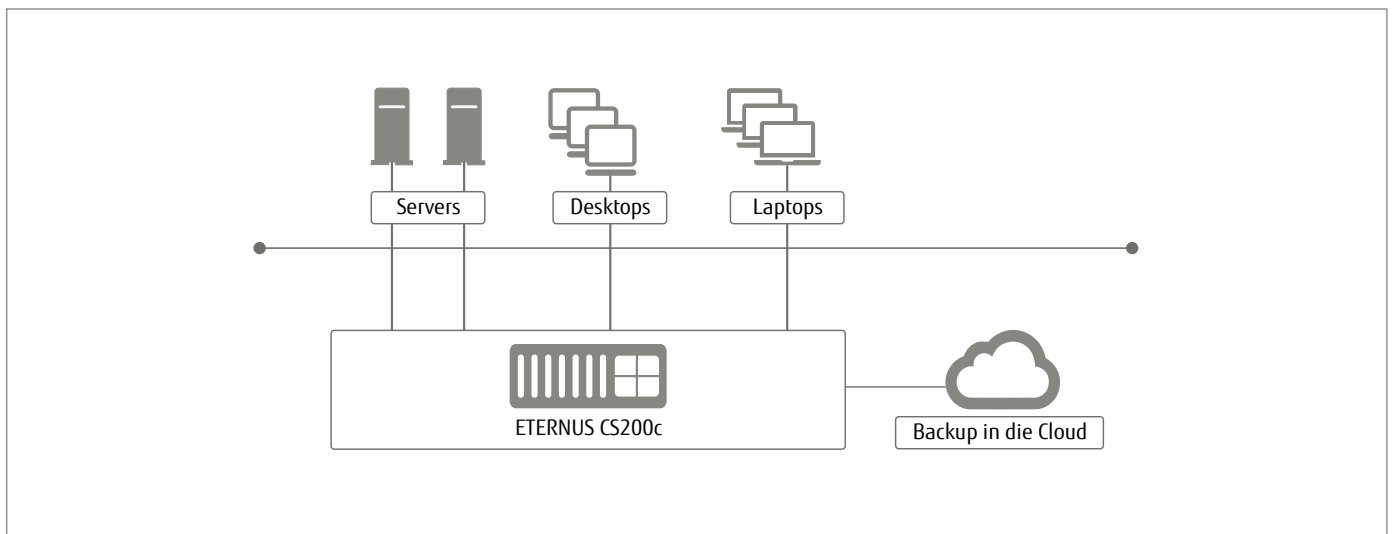 Servers
Desktops
Laptops
ETERNUS CS200c
Backup in die Cloud